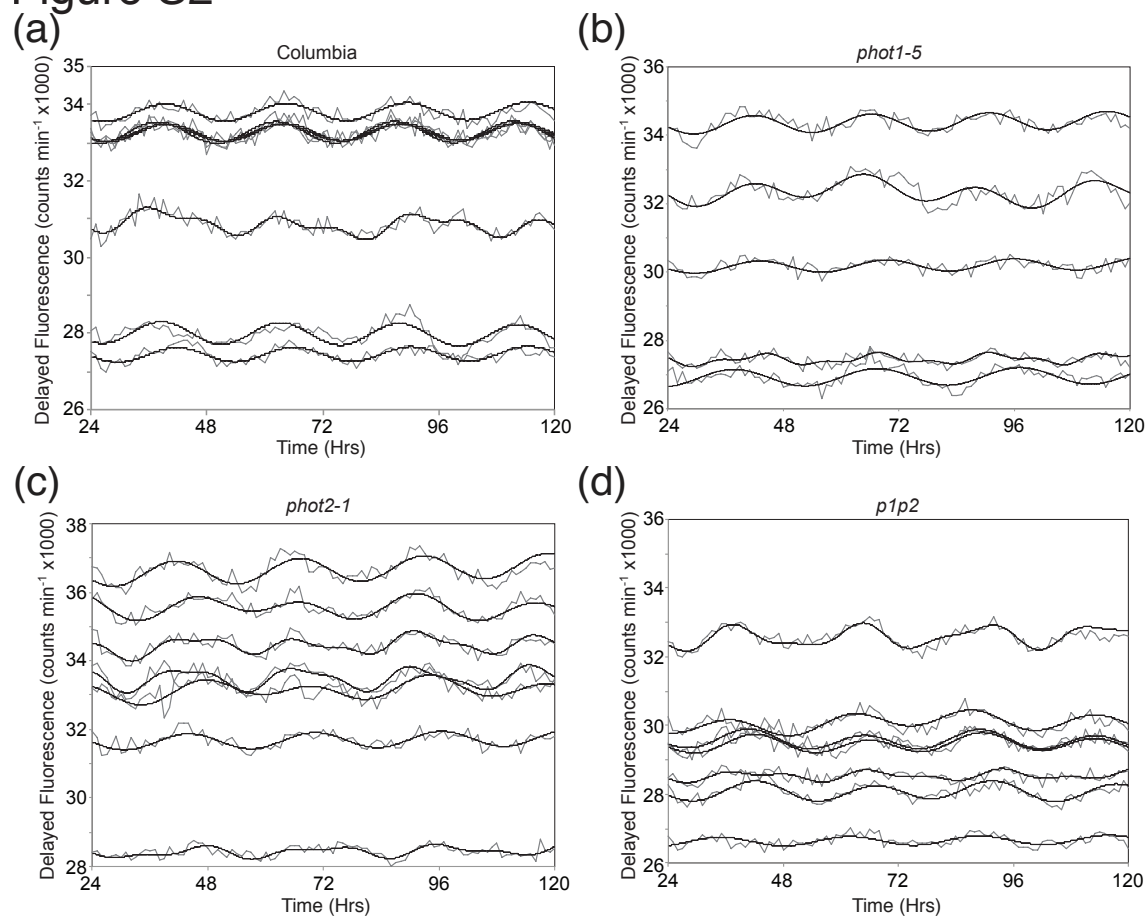 (a)
Columbia
Delayed Fluorescence (counts min⁻¹ x1000)
35
34
32
30
28
26
24 48 72 96 120
Time (Hrs)
(b)
phot1-5
Delayed Fluorescence (counts min⁻¹ x1000)
36
34
32
30
28
26
24 48 72 96 120
Time (Hrs)
(c)
phot2-1
Delayed Fluorescence (counts min⁻¹ x1000)
38
36
34
32
30
28
24 48 72 96 120
Time (Hrs)
(d)
p1p2
Delayed Fluorescence (counts min⁻¹ x1000)
36
34
32
30
28
26
24 48 72 96 120
Time (Hrs)